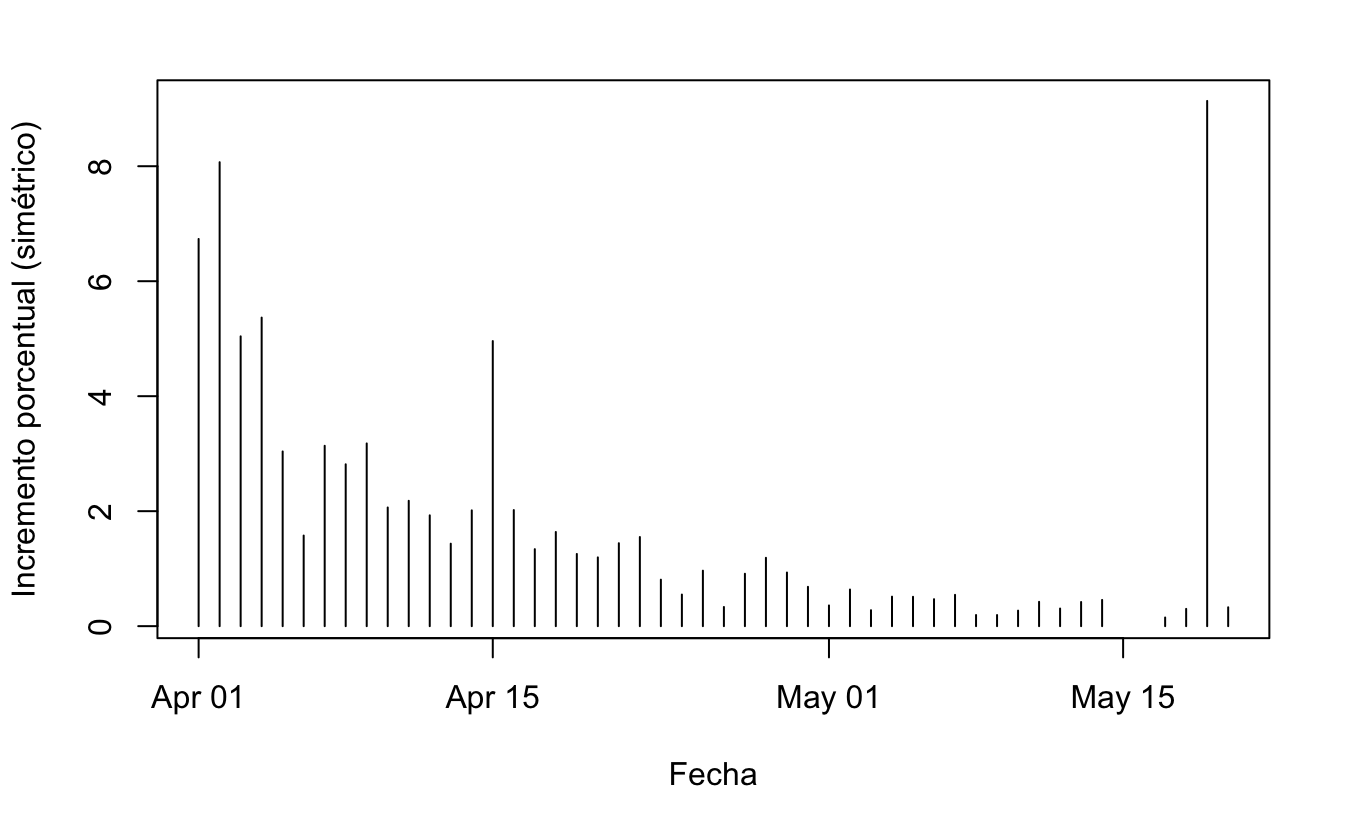 Incremento porcentual (simétrico)
8
6
4
2
0
Apr 01
Apr 15
May 01
May 15
Fecha